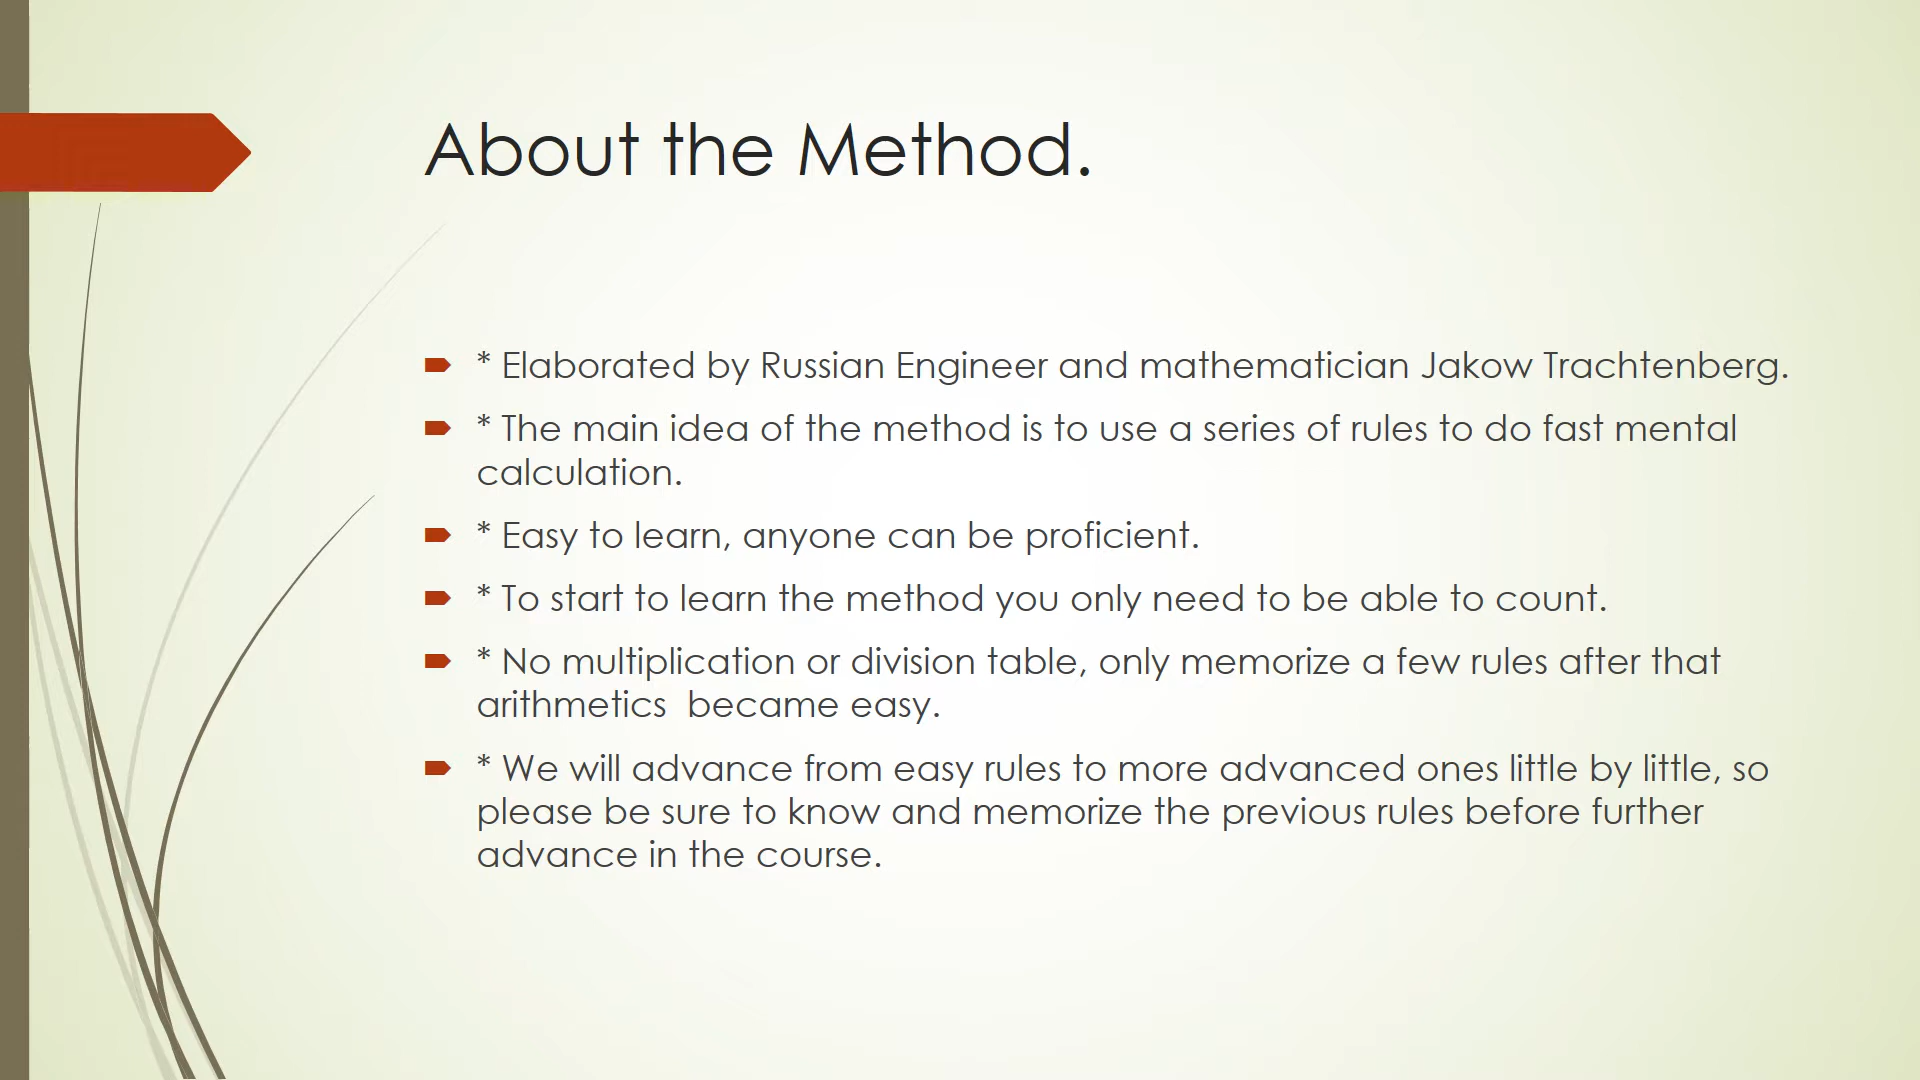 About the Method.
* Elaborated by Russian Engineer and mathematician Jakow Trachtenberg.
* The main idea of the method is to use a series of rules to do fast mental
calculation.
* Easy to learn, anyone can be proficient.
* To start to learn the method you only need to be able to count.
* No multiplication or division table, only memorize a few rules after that
arithmetics  became easy.
* We will advance from easy rules to more advanced ones little by little, so
please be sure to know and memorize the previous rules before further
advance in the course.